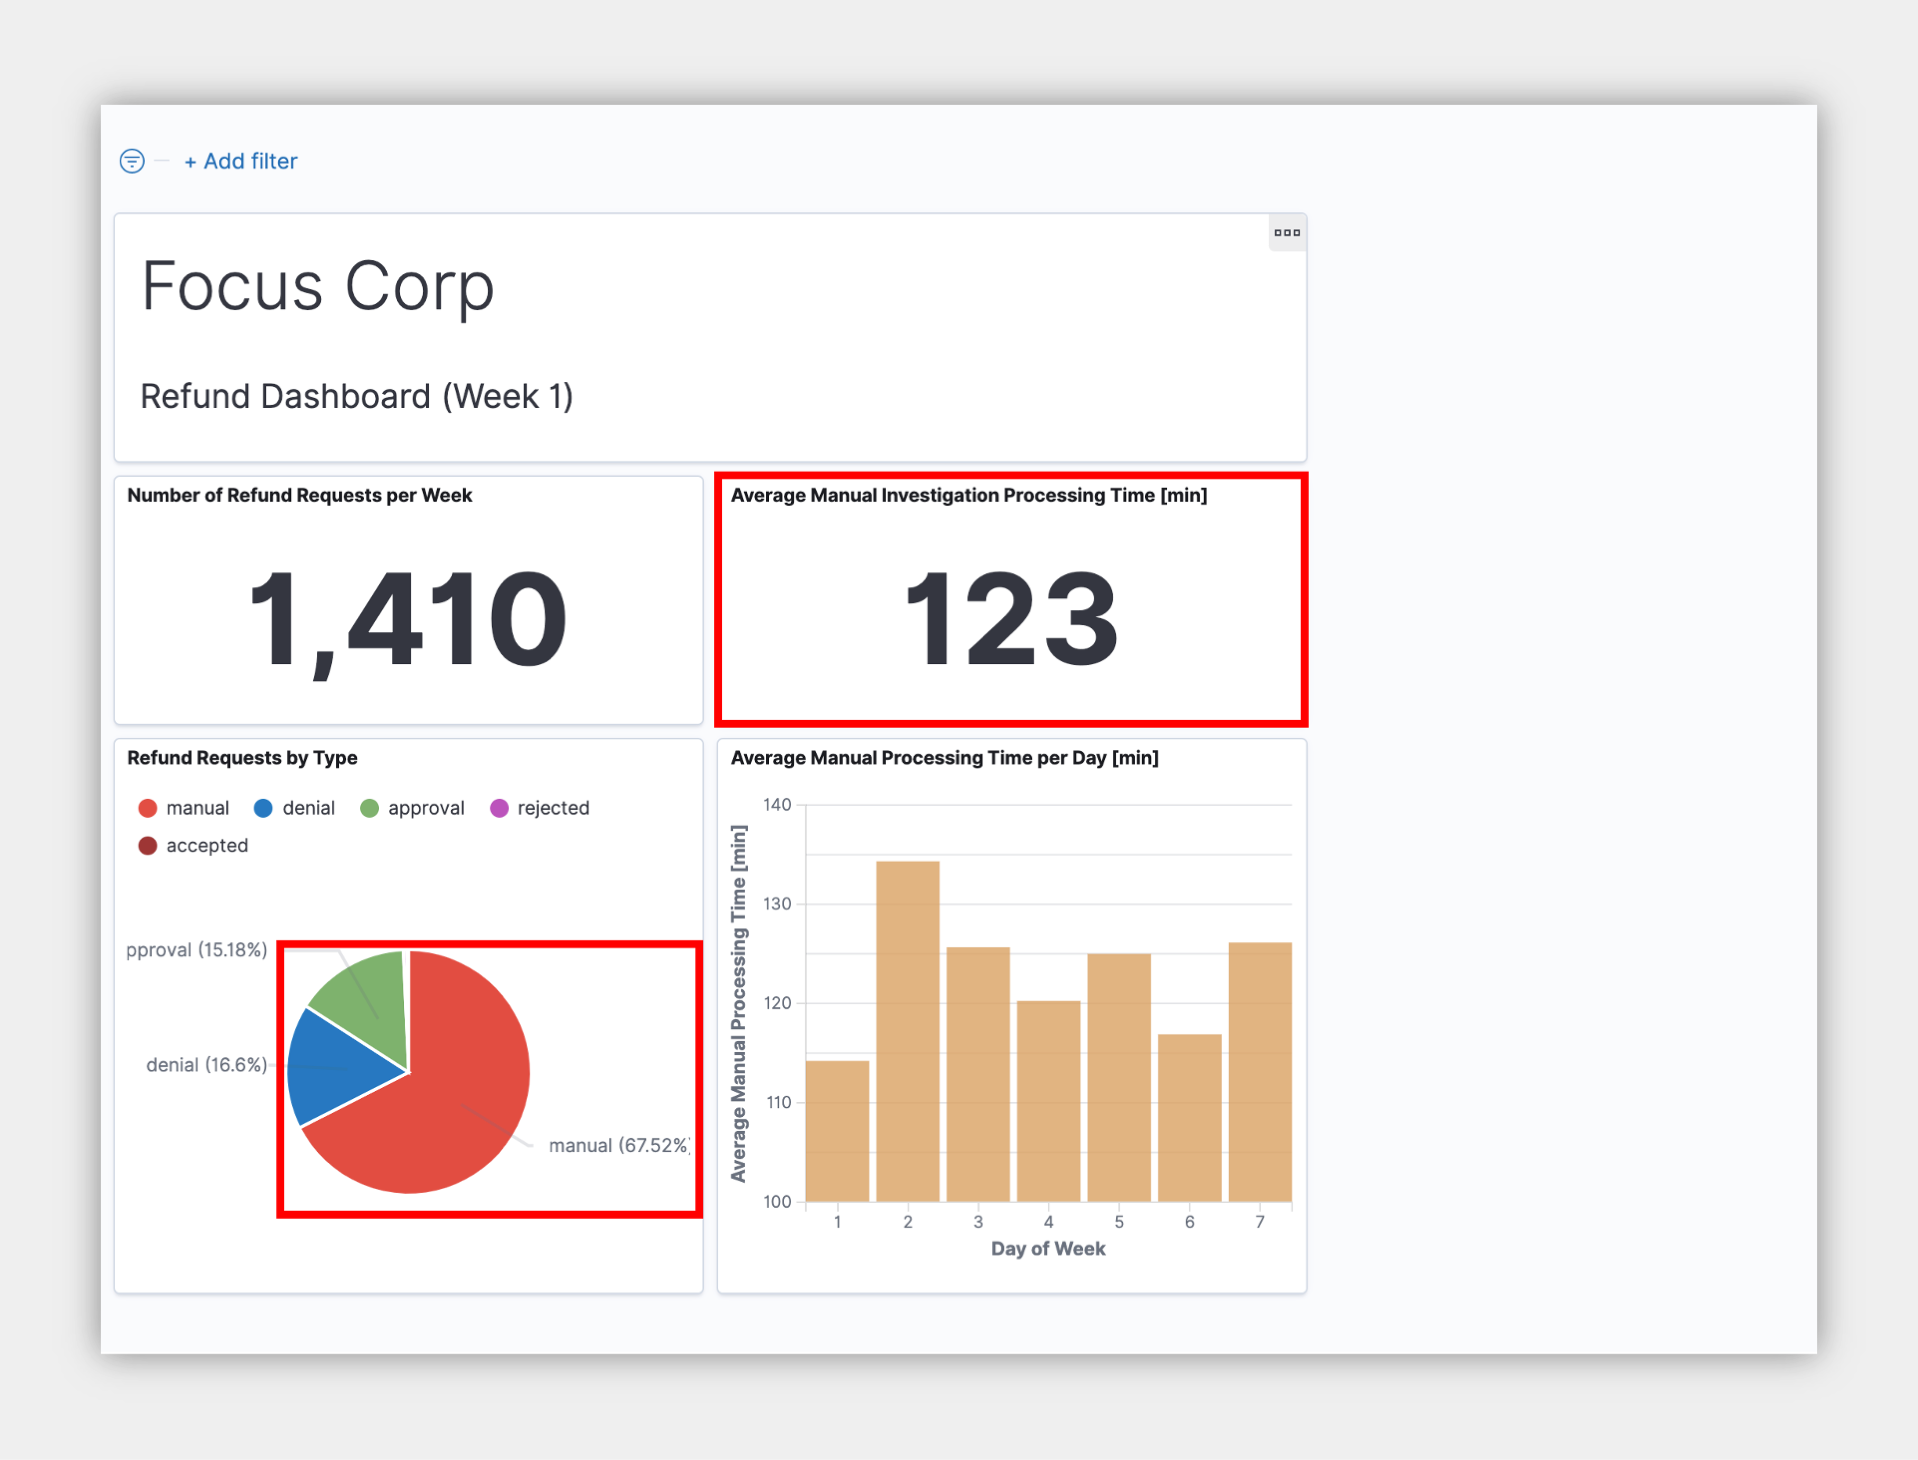 + Add filter
Focus Corp
Refund Dashboard (Week 1)
Number of Refund Requests per Week
1,410
Average Manual Investigation Processing Time [min]
123
Refund Requests by Type
manual denial approval rejected
accepted
pproval (15.18%)
denial (16.6%)
manual (67.52%)
Average Manual Processing Time per Day [min]
Average Manual Processing Time [min]
140
130
120
110
100
1 2 3 4 5 6 7
Day of Week